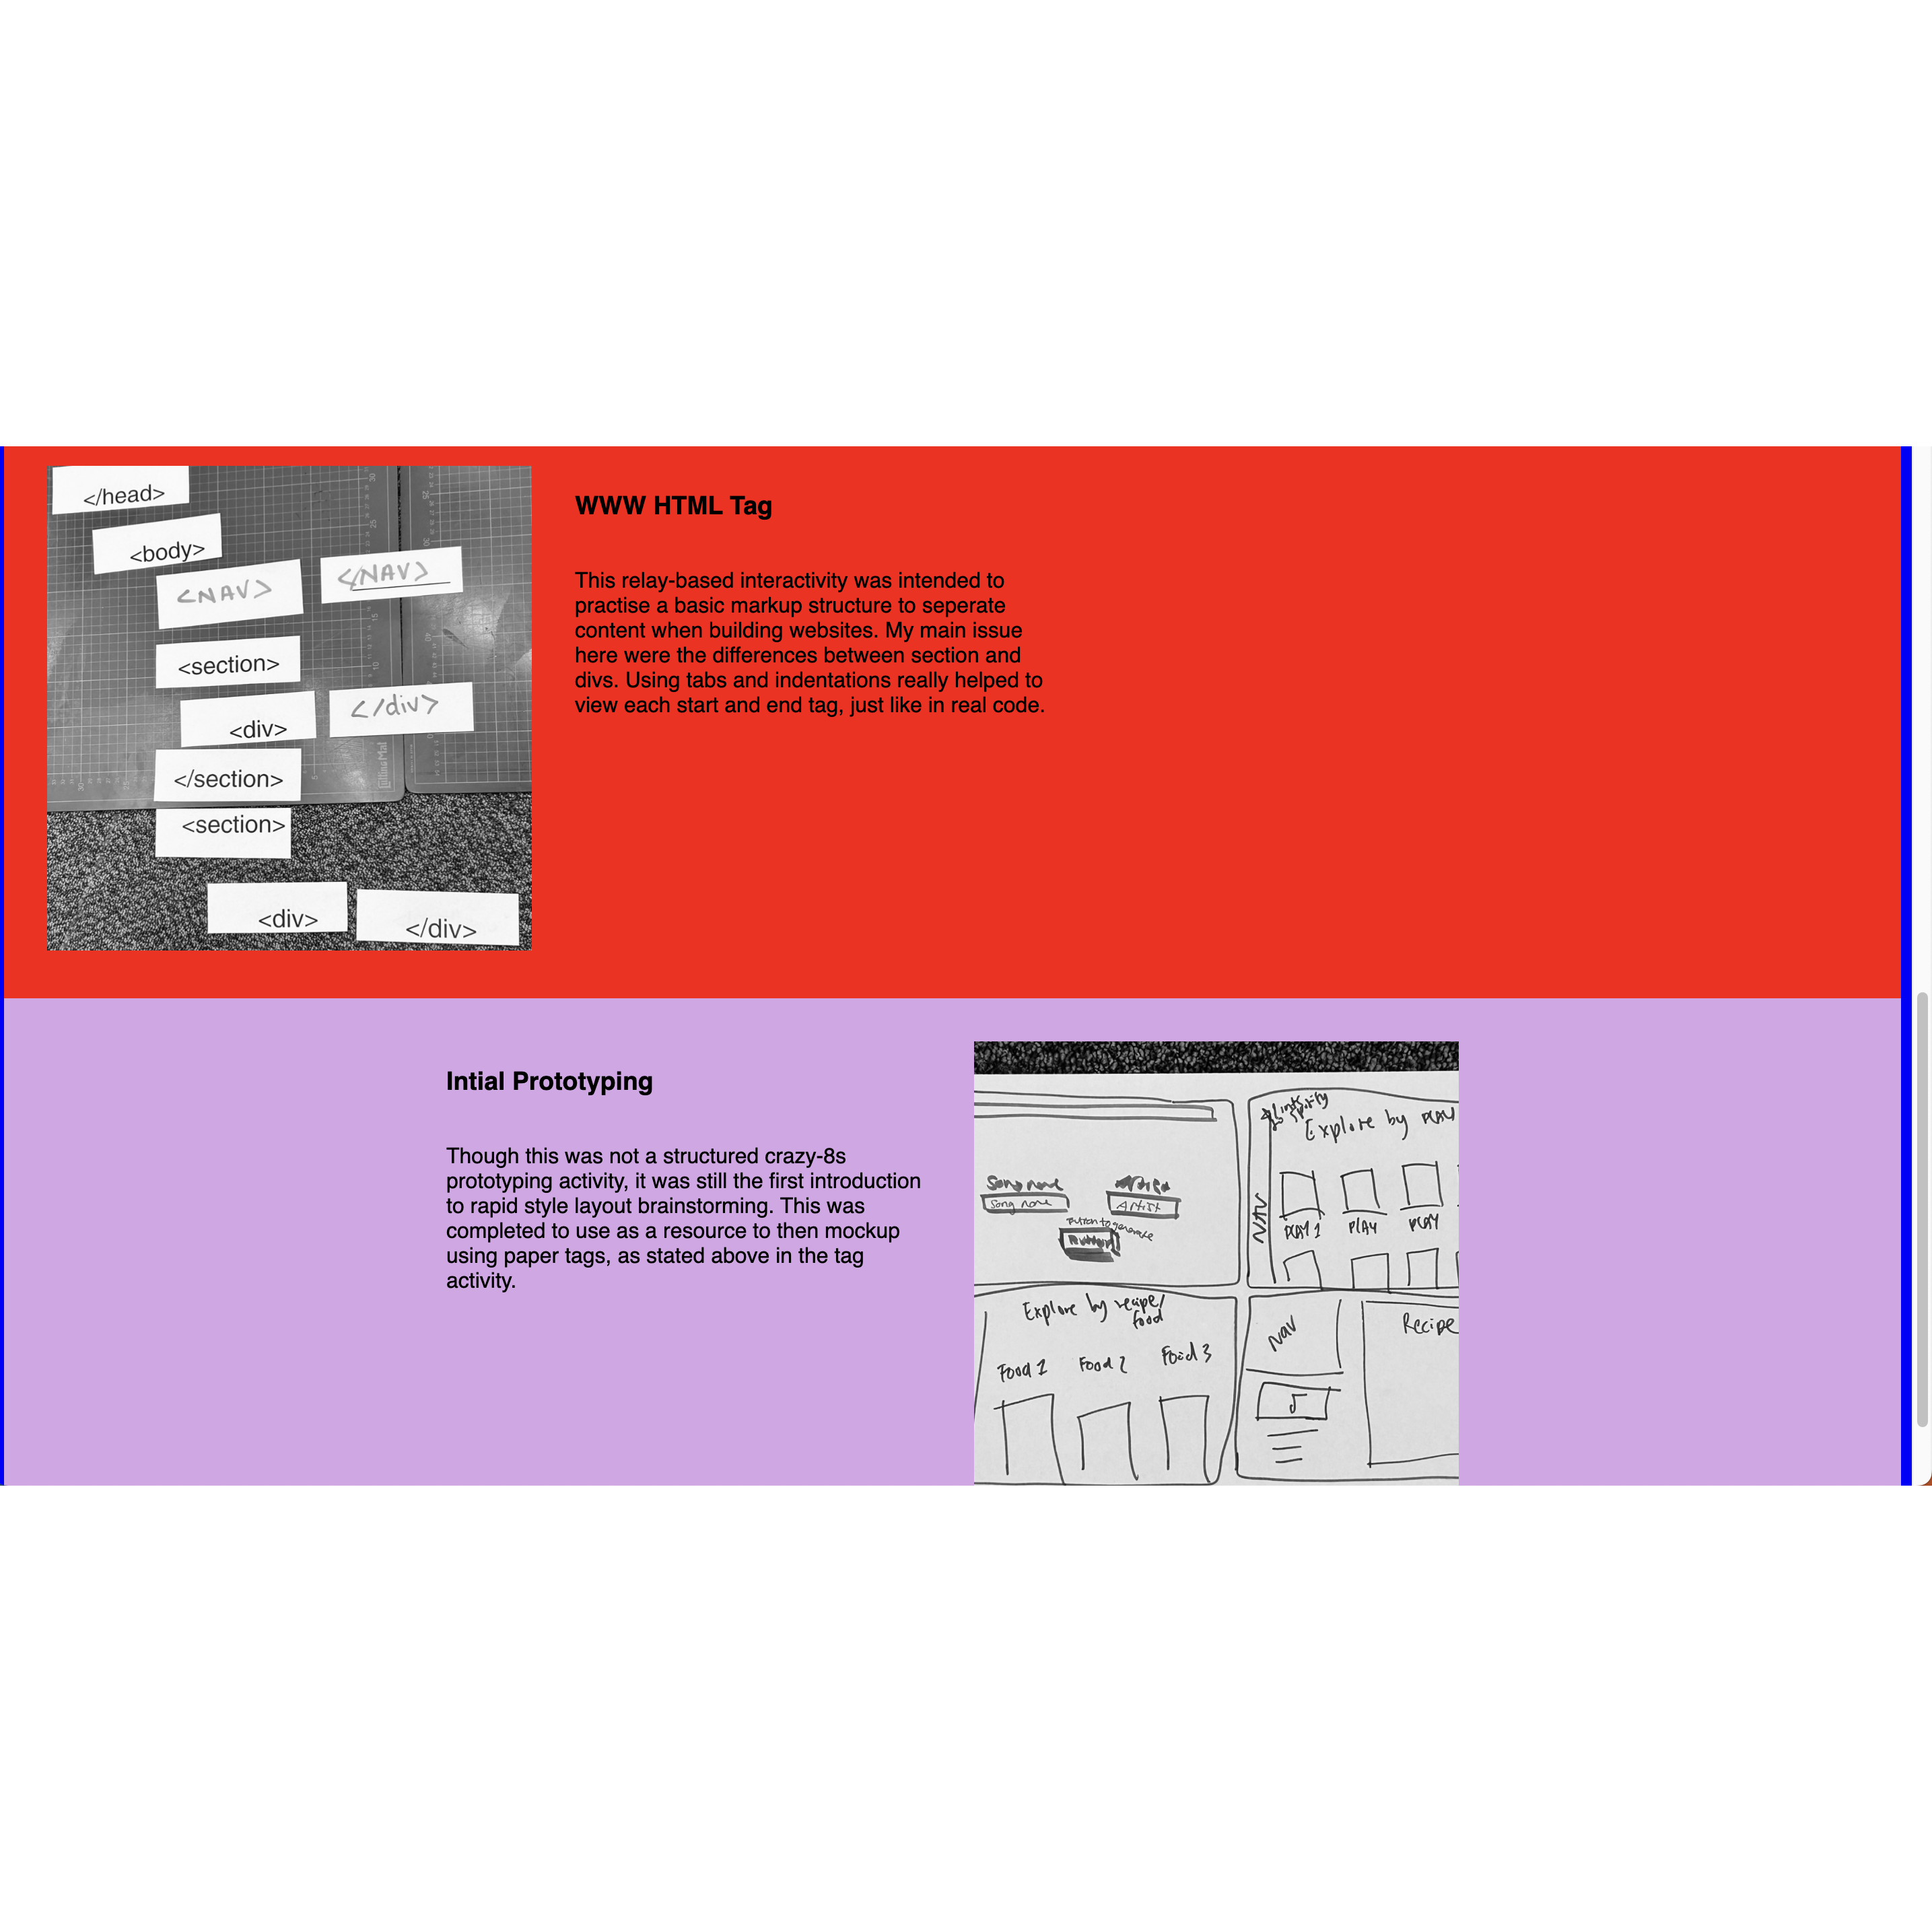 </head>
<body>
<NAV> </NAV>
<section>
<div> </div>
</section>
<section>
<div> </div>
WWW HTML Tag
This relay-based interactivity was intended to
practise a basic markup structure to seperate
content when building websites. My main issue
here were the differences between section and
divs. Using tabs and indentations really helped to
view each start and end tag, just like in real code.
Intial Prototyping
Though this was not a structured crazy-8s
prototyping activity, it was still the first introduction
to rapid style layout brainstorming. This was
completed to use as a resource to then mockup
using paper tags, as stated above in the tag
activity.
Song name
Song name
Artist
Button to generate
Explore by
NAV
PLAY 1 PLAY PLAY
Explore by recipe/
food
Food 1 Food 2 Food 3
Nav
Recipe